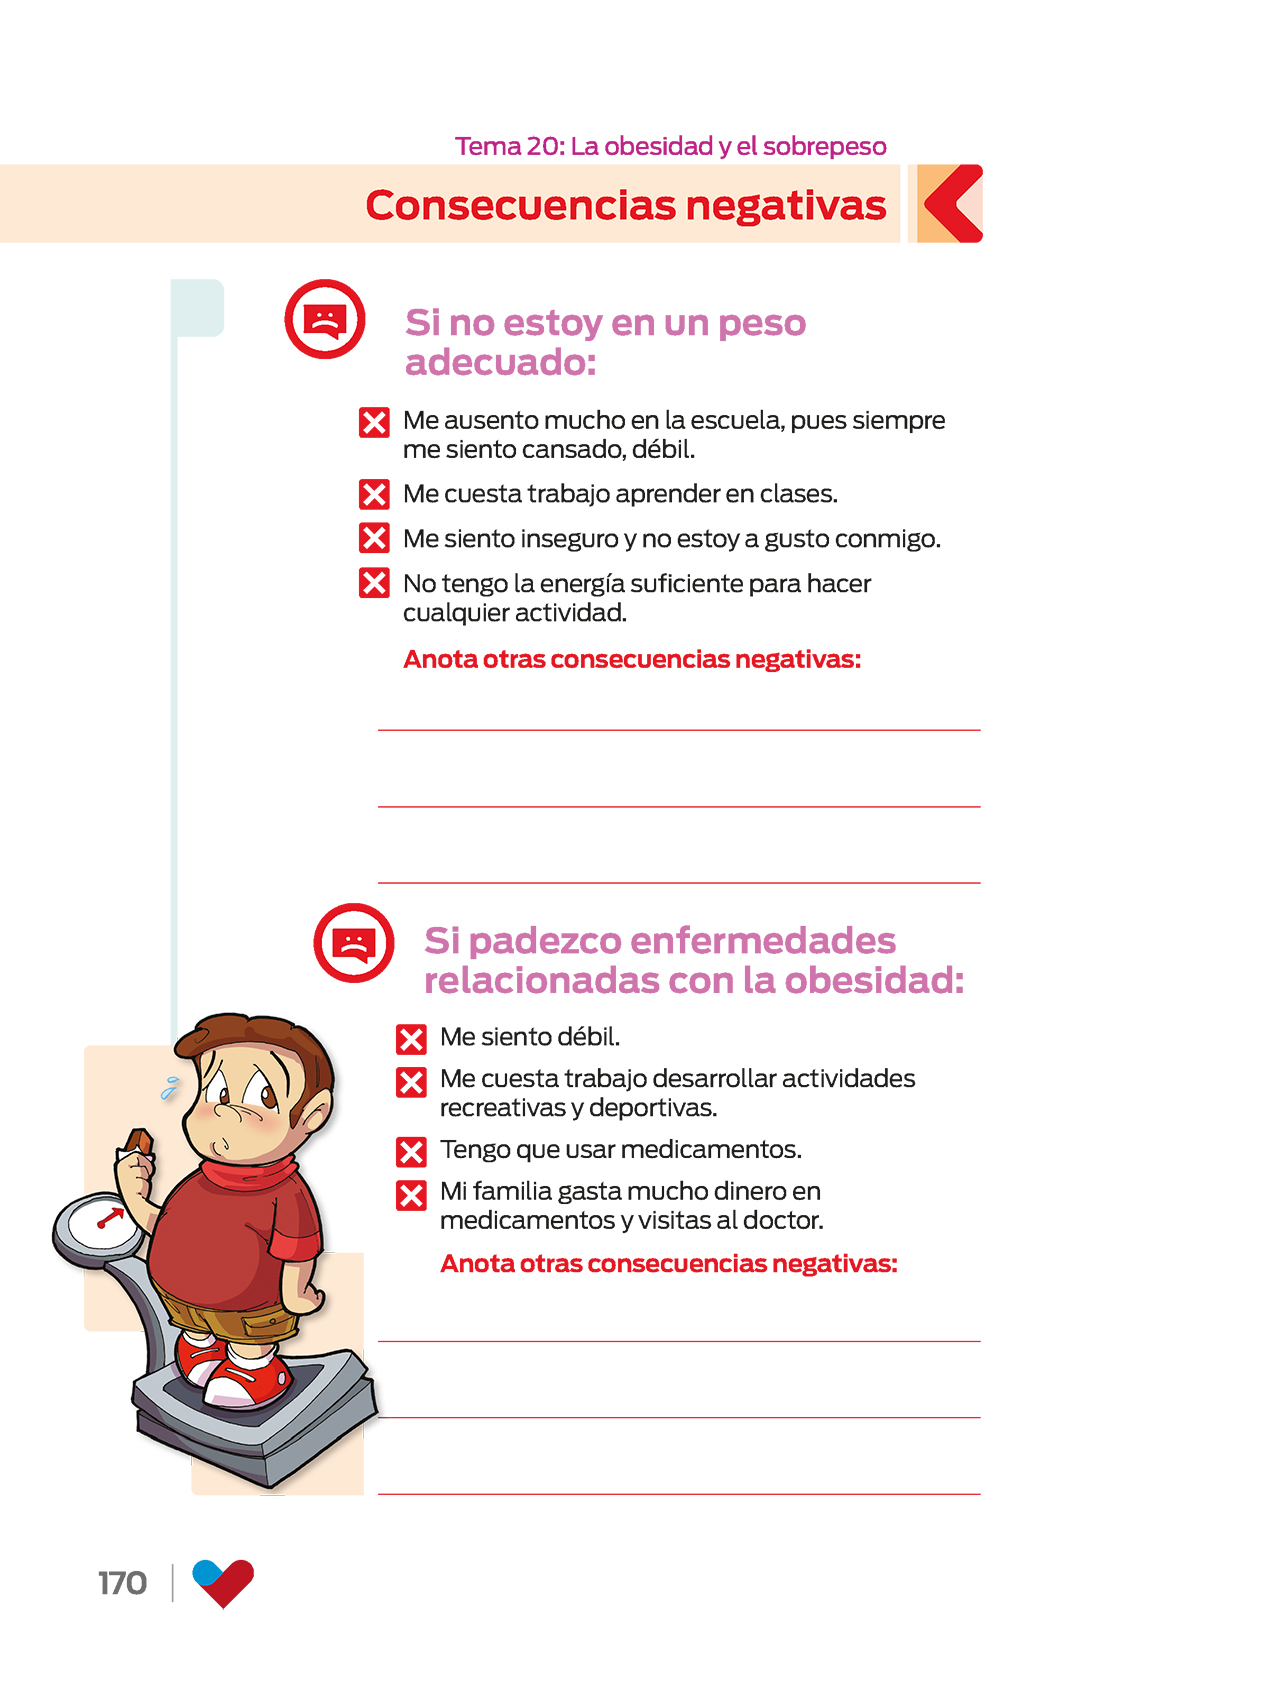 Tema 20: La obesidad y el sobrepeso
Consecuencias negativas
Si no estoy en un peso
adecuado:
Me ausento mucho en la escuela, pues siempre
me siento cansado, débil.
Me cuesta trabajo aprender en clases.
Me siento inseguro y no estoy a gusto conmigo.
No tengo la energía suficiente para hacer
cualquier actividad.
Anota otras consecuencias negativas:
Si padezco enfermedades
relacionadas con la obesidad:
Me siento débil.
Me cuesta trabajo desarrollar actividades
recreativas y deportivas.
Tengo que usar medicamentos.
Mi familia gasta mucho dinero en
medicamentos y visitas al doctor.
Anota otras consecuencias negativas:
170